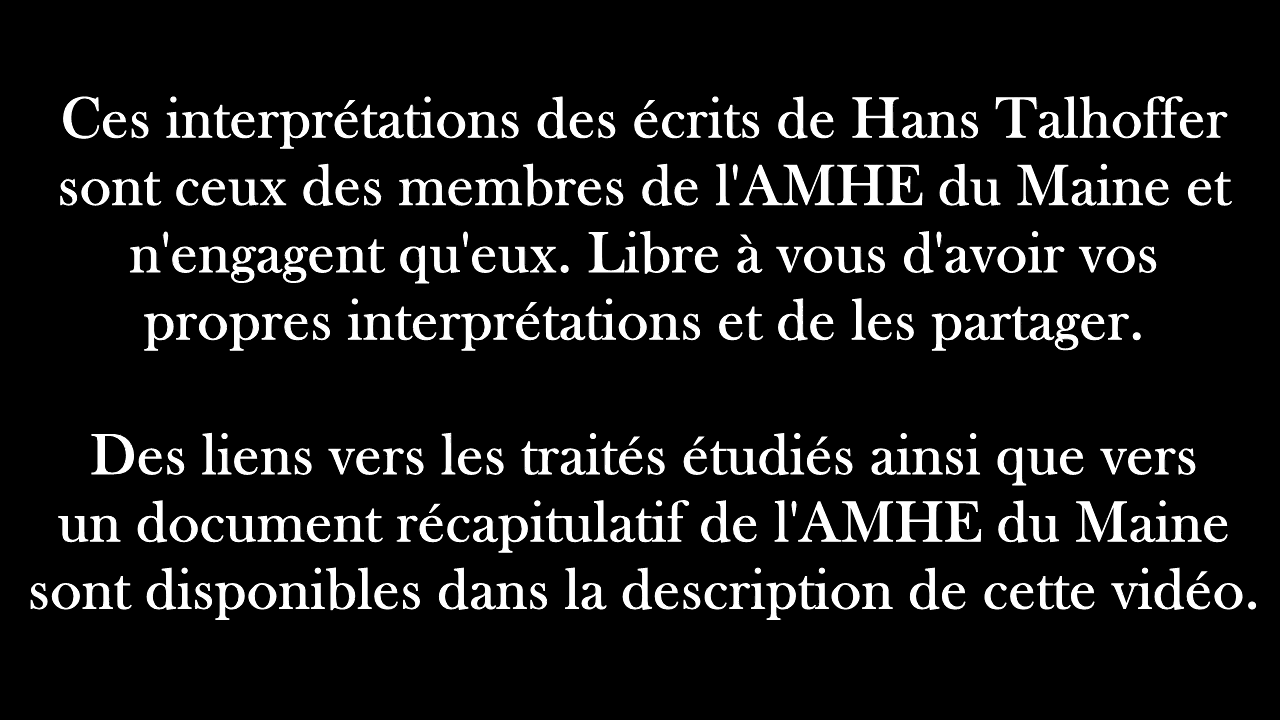 Ces interprétations des écrits de Hans Talhoffer
sont ceux des membres de l'AMHE du Maine et
n'engagent qu'eux. Libre à vous d'avoir vos
propres interprétations et de les partager.
Des liens vers les traités étudiés ainsi que vers
un document récapitulatif de l'AMHE du Maine
sont disponibles dans la description de cette vidéo.